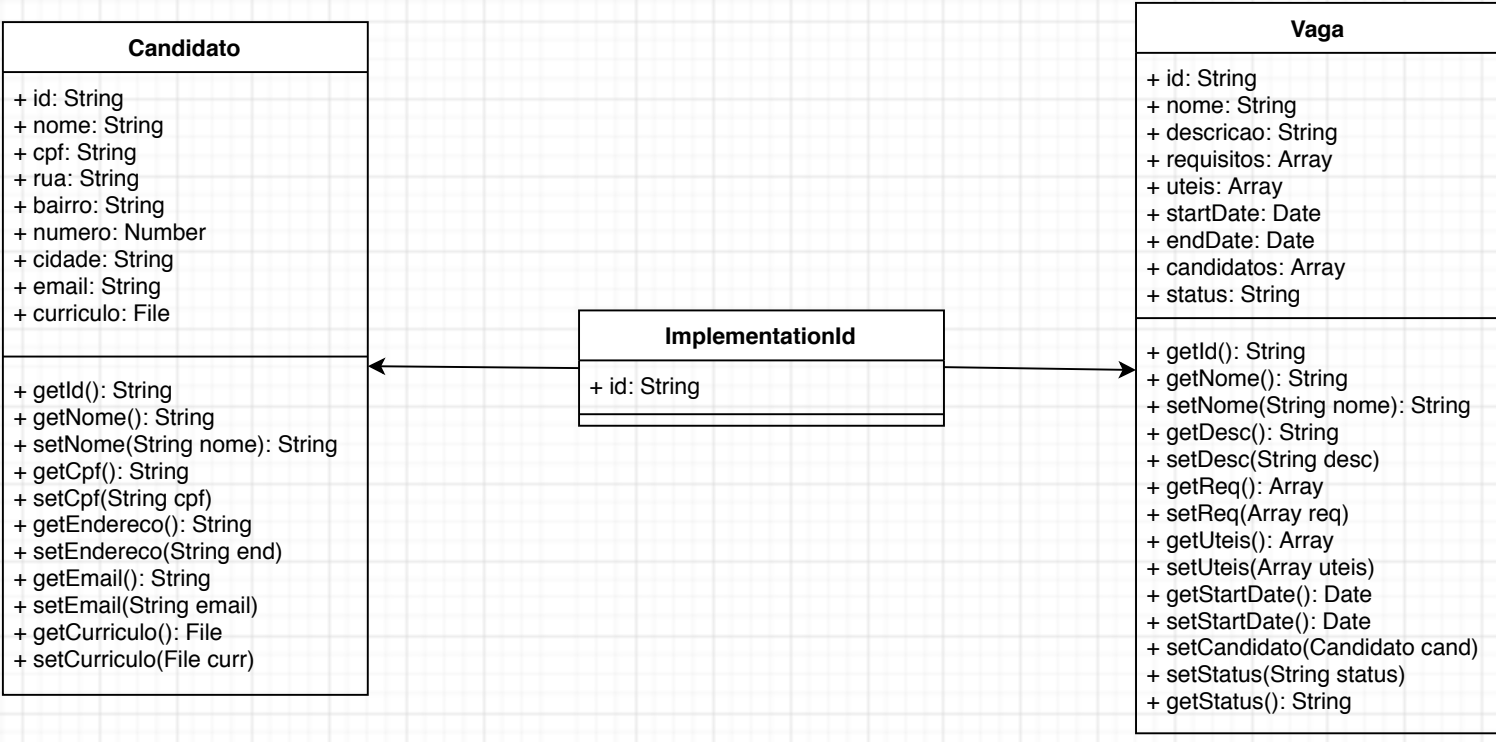 Candidato
+ id: String
+ nome: String
+ cpf: String
+ rua: String
+ bairro: String
+ numero: Number
+ cidade: String
+ email: String
+ curriculo: File
+ getId(): String
+ getNome(): String
+ setNome(String nome): String
+ getCpf(): String
+ setCpf(String cpf)
+ getEndereco(): String
+ setEndereco(String end)
+ getEmail(): String
+ setEmail(String email)
+ getCurriculo(): File
+ setCurriculo(File curr)
ImplementationId
+ id: String
Vaga
+ id: String
+ nome: String
+ descricao: String
+ requisitos: Array
+ uteis: Array
+ startDate: Date
+ endDate: Date
+ candidatos: Array
+ status: String
+ getId(): String
+ getNome(): String
+ setNome(String nome): String
+ getDesc(): String
+ setDesc(String desc)
+ getReq(): Array
+ setReq(Array req)
+ getUteis(): Array
+ setUteis(Array uteis)
+ getStartDate(): Date
+ setStartDate(): Date
+ setCandidato(Candidato cand)
+ setStatus(String status)
+ getStatus(): String